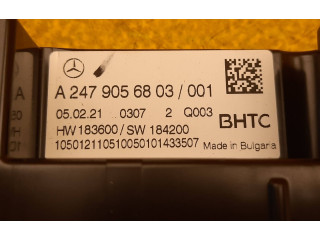 A 247 905 68 03 / 001
05.02.21 0307 2 Q003
HW 183600 / SW 184200
BHTC
10501211051005010143​3507
Made in Bulgaria